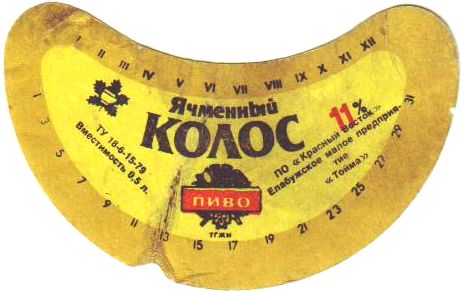 I II III IV V VI VII VIII IX X XI XII
Ячменный
КОЛОС
11%
ТУ 18-6-15-79
Вместимость 0,5 л.
ПО «Красный Восток»
Елабужское малое предприя-
тие
«Тойма»
ПИВО
ТГЖИ
1 3 5 7 9 11 13 15 17 19 21 23 25 27 29 31